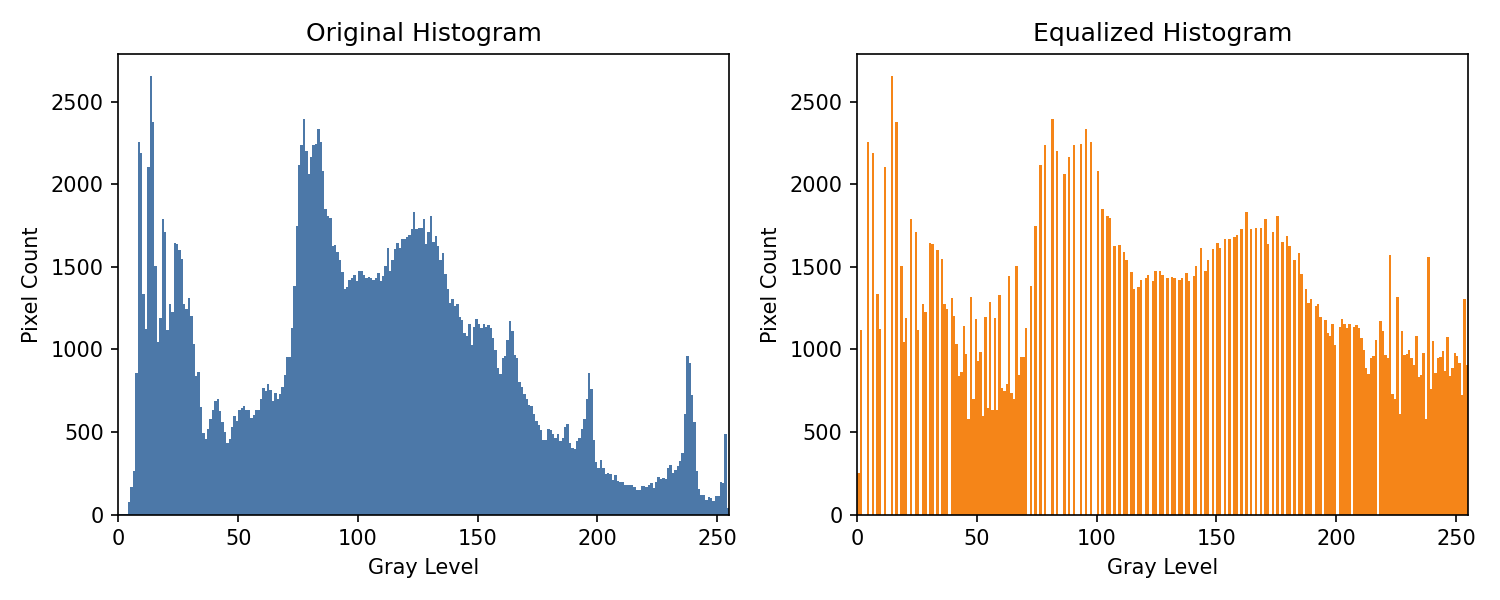 Original Histogram
2500
2000
1500
1000
500
0
Pixel Count
0 50 100 150 200 250
Gray Level
Equalized Histogram
2500
2000
1500
1000
500
0
Pixel Count
0 50 100 150 200 250
Gray Level